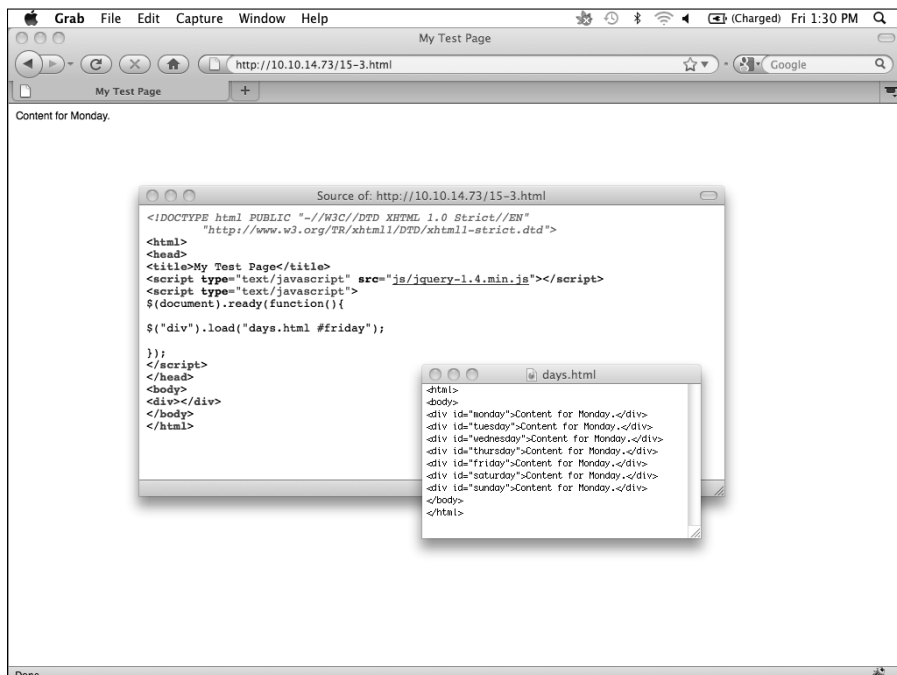 Grab File Edit Capture Window Help (Charged) Fri 1:30 PM
My Test Page
http://10.10.14.73/15-3.html Google
My Test Page +
Content for Monday.
Source of: http://10.10.14.73/15-3.html
<!DOCTYPE html PUBLIC "-//W3C//DTD XHTML 1.0 Strict//EN"
"http://www.w3.org/TR/xhtml1/DTD/xhtml1-strict.dtd">
<html>
<head>
<title>My Test Page</title>
<script type="text/javascript" src="js/jquery-1.4.min.js"></script>
<script type="text/javascript">
$(document).ready(function(){
$("div").load("days.html #friday");
});
</script>
</head>
<body>
<div></div>
</body>
</html>
days.html
<html>
<body>
<div id="monday">Content for Monday.</div>
<div id="tuesday">Content for Monday.</div>
<div id="wednesday">Content for Monday.</div>
<div id="thursday">Content for Monday.</div>
<div id="friday">Content for Monday.</div>
<div id="saturday">Content for Monday.</div>
<div id="sunday">Content for Monday.</div>
</body>
</html>
Done